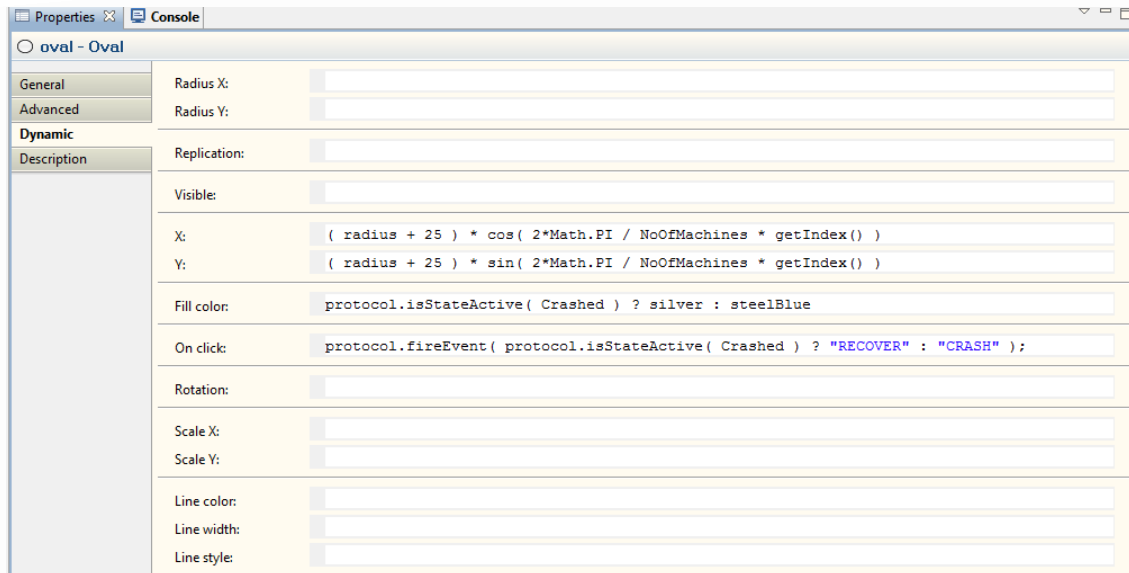 Properties Console
oval - Oval
General
Advanced
Dynamic
Description
Radius X:
Radius Y:
Replication:
Visible:
X: ( radius + 25 ) * cos( 2*Math.PI / NoOfMachines * getIndex() )
Y: ( radius + 25 ) * sin( 2*Math.PI / NoOfMachines * getIndex() )
Fill color: protocol.isStateActive( Crashed ) ? silver : steelBlue
On click: protocol.fireEvent( protocol.isStateActive( Crashed ) ? "RECOVER" : "CRASH" );
Rotation:
Scale X:
Scale Y:
Line color:
Line width:
Line style: